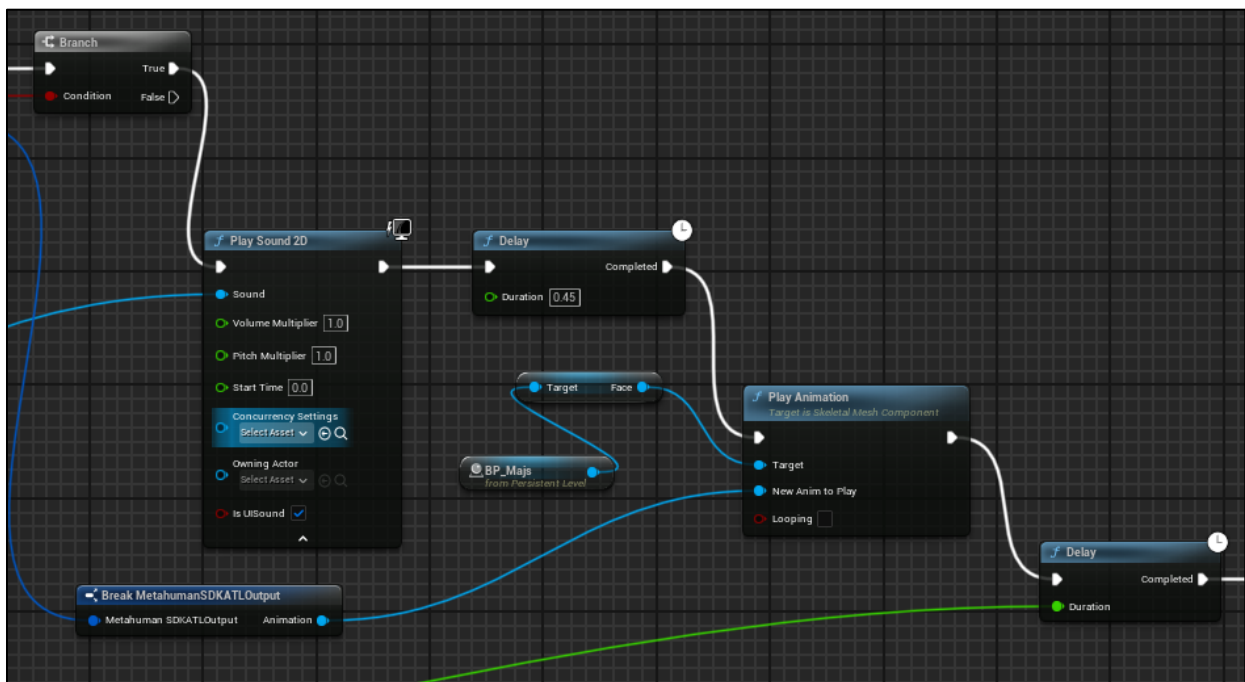 Branch
True
Condition
False
Play Sound 2D
Sound
Volume Multiplier 1.0
Pitch Multiplier 1.0
Start Time 0.0
Concurrency Settings
Select Asset
Owning Actor
Select Asset
Is UISound
Delay
Completed
Duration 0.45
Target Face
BP_Majs
from Persistent Level
Play Animation
Target is Skeletal Mesh Component
Target
New Anim to Play
Looping
Break MetahumanSDKATLOutput
Metahuman SDKATLOutput Animation
Delay
Completed
Duration